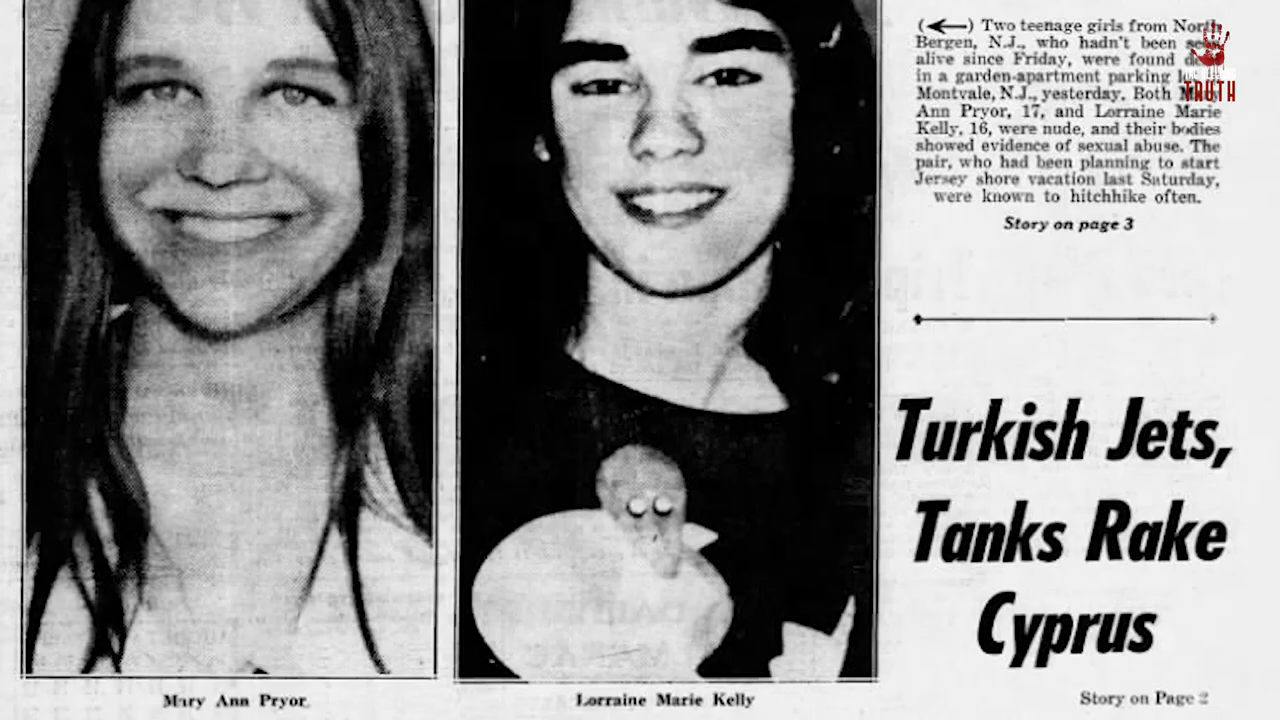 (←) Two teenage girls from North
Bergen, N.J., who hadn't been seen
alive since Friday, were found
in a garden-apartment parking
Montvale, N.J., yesterday. Both
Ann Pryor, 17, and Lorraine Marie
Kelly, 16, were nude, and their bodies
showed evidence of sexual abuse. The
pair, who had been planning to start
Jersey shore vacation last Saturday,
were known to hitchhike often.
Story on page 3
TRUTH
Turkish Jets,
Tanks Rake
Cyprus
Mary Ann Pryor
Lorraine Marie Kelly
Story on Page 2